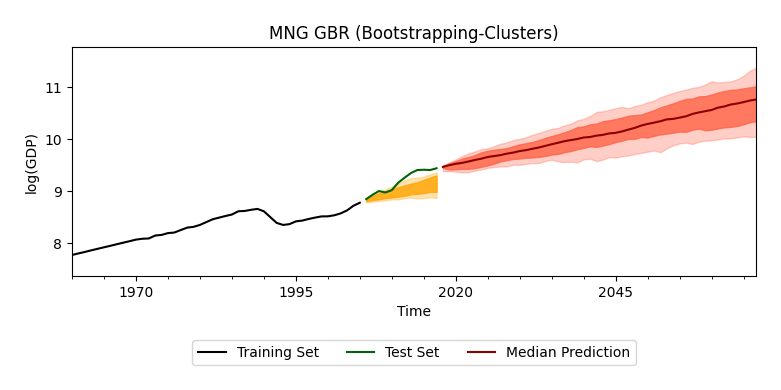 MNG GBR (Bootstrapping-Clusters)
log(GDP)
11
10
9
8
1970 1995 2020 2045
Time
Training Set Test Set Median Prediction